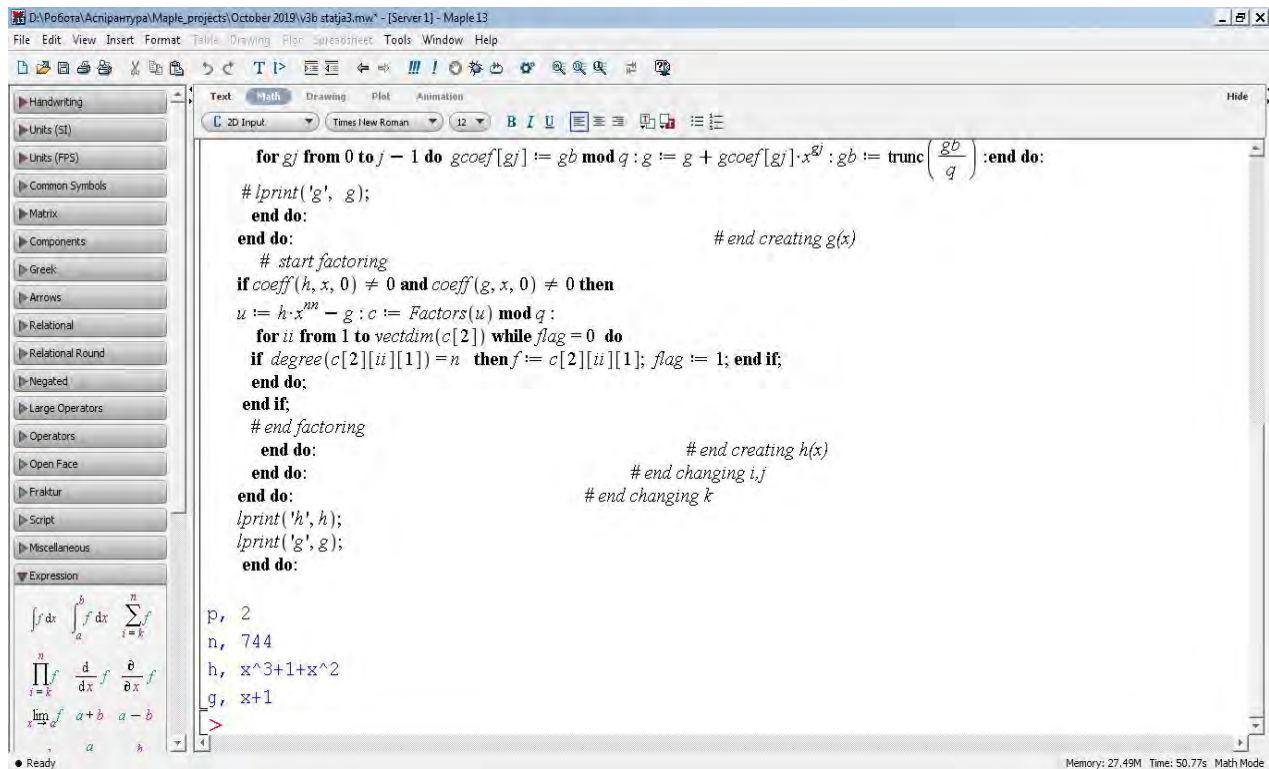 D:\Робота\Аспірантура\Maple_projects\October 2019\v3b statja3.mw* - [Server 1] - Maple 13
File Edit View Insert Format Table Drawing Plot Spreadsheet Tools Window Help
Text Math Drawing Plot Animation Hide
C 2D Input Times New Roman 12 B I U
Handwriting
Units (SI)
Units (FPS)
Common Symbols
Matrix
Components
Greek
Arrows
Relational
Relational Round
Negated
Large Operators
Operators
Open Face
Fraktur
Script
Miscellaneous
Expression
∫f dx ∫_a^b f dx ∑_{i=k}^n f
∏_{i=k}^n f d/dx f ∂/∂x f
lim_{x→a} f a+b a−b
a b
for gj from 0 to j − 1 do gcoef[gj] := gb mod q : g := g + gcoef[gj]·x^gj : gb := trunc(gb/q) :end do:
# lprint('g', g);
end do:
end do: # end creating g(x)
# start factoring
if coeff(h, x, 0) ≠ 0 and coeff(g, x, 0) ≠ 0 then
u := h·x^nn − g : c := Factors(u) mod q :
for ii from 1 to vectdim(c[2]) while flag = 0 do
if degree(c[2][ii][1]) = n then f := c[2][ii][1]; flag := 1; end if;
end do;
end if;
# end factoring
end do: # end creating h(x)
end do: # end changing i,j
end do: # end changing k
lprint('h', h);
lprint('g', g);
end do:
p, 2
n, 744
h, x^3+1+x^2
g, x+1
>
Ready Memory: 27.49M Time: 50.77s Math Mode